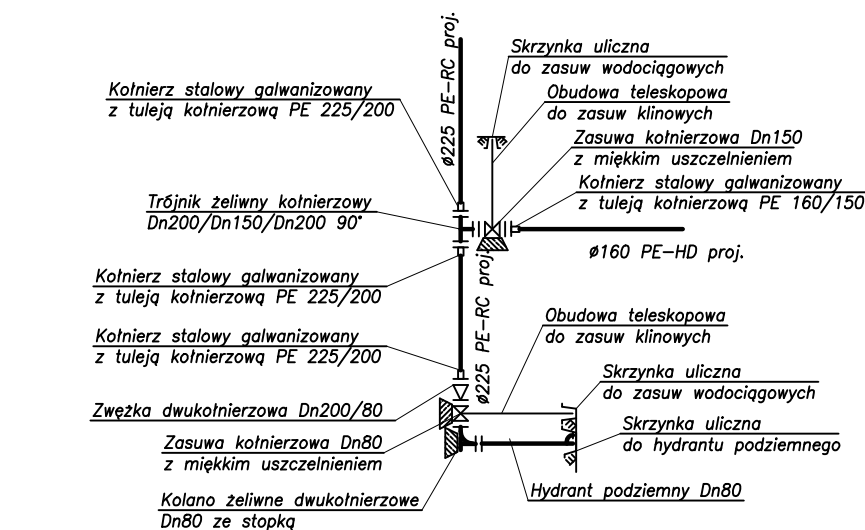 ø225 PE-RC proj.
Skrzynka uliczna
do zasuw wodociągowych
Kołnierz stalowy galwanizowany
z tuleją kołnierzową PE 225/200
Obudowa teleskopowa
do zasuw klinowych
Zasuwa kołnierzowa Dn150
z miękkim uszczelnieniem
Kołnierz stalowy galwanizowany
z tuleją kołnierzową PE 160/150
Trójnik żeliwny kołnierzowy
Dn200/Dn150/Dn200 90°
ø160 PE-HD proj.
Kołnierz stalowy galwanizowany
z tuleją kołnierzową PE 225/200
ø225 PE-RC proj.
Obudowa teleskopowa
do zasuw klinowych
Kołnierz stalowy galwanizowany
z tuleją kołnierzową PE 225/200
Skrzynka uliczna
do zasuw wodociągowych
Zwężka dwukołnierzowa Dn200/80
Skrzynka uliczna
do hydrantu podziemnego
Zasuwa kołnierzowa Dn80
z miękkim uszczelnieniem
Hydrant podziemny Dn80
Kolano żeliwne dwukołnierzowe
Dn80 ze stopką